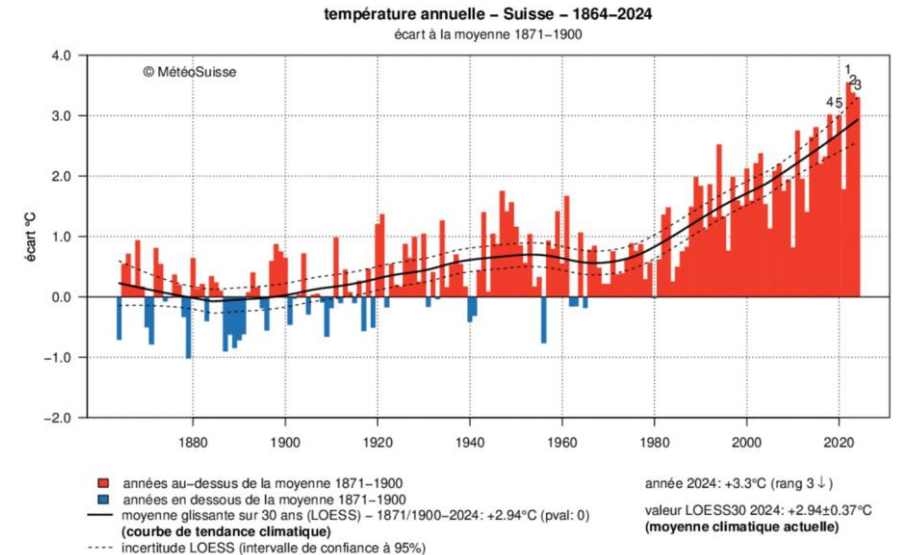 température annuelle – Suisse – 1864–2024
écart à la moyenne 1871–1900
© MétéoSuisse
écart °C
4.0
3.0
2.0
1.0
0.0
−1.0
−2.0
1
2
3
4 5
1880 1900 1920 1940 1960 1980 2000 2020
années au−dessus de la moyenne 1871−1900
années en dessous de la moyenne 1871−1900
moyenne glissante sur 30 ans (LOESS) − 1871/1900−2024: +2.94°C (pval: 0)
(courbe de tendance climatique)
incertitude LOESS (intervalle de confiance à 95%)
année 2024: +3.3°C (rang 3 ↓)
valeur LOESS30 2024: +2.94±0.37°C
(moyenne climatique actuelle)